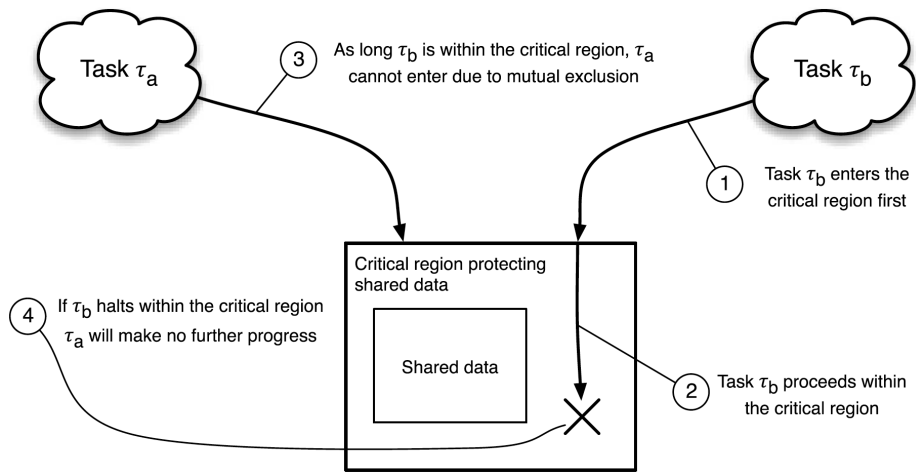 Task τa
3
As long τb is within the critical region, τa
cannot enter due to mutual exclusion
Task τb
1
Task τb enters the
critical region first
Critical region protecting
shared data
4
If τb halts within the critical region
τa will make no further progress
Shared data
2
Task τb proceeds within
the critical region